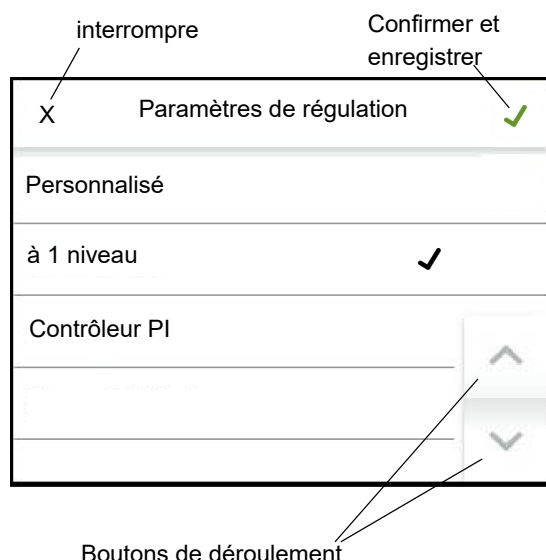 interrompre
Confirmer et
enregistrer
X
Paramètres de régulation
Personnalisé
à 1 niveau
Contrôleur PI
Boutons de déroulement